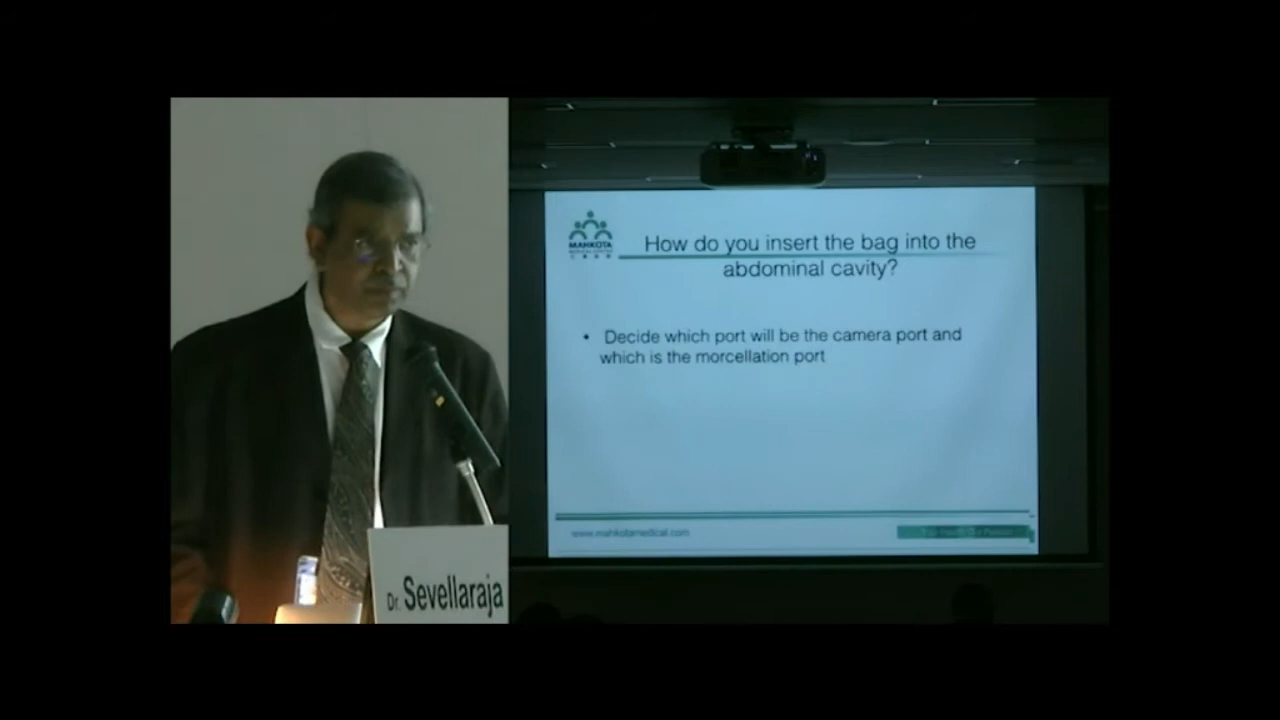 MAHKOTA
How do you insert the bag into the
abdominal cavity?
• Decide which port will be the camera port and
which is the morcellation port
www.mahkotamedical.com
Dr. Sevellaraja